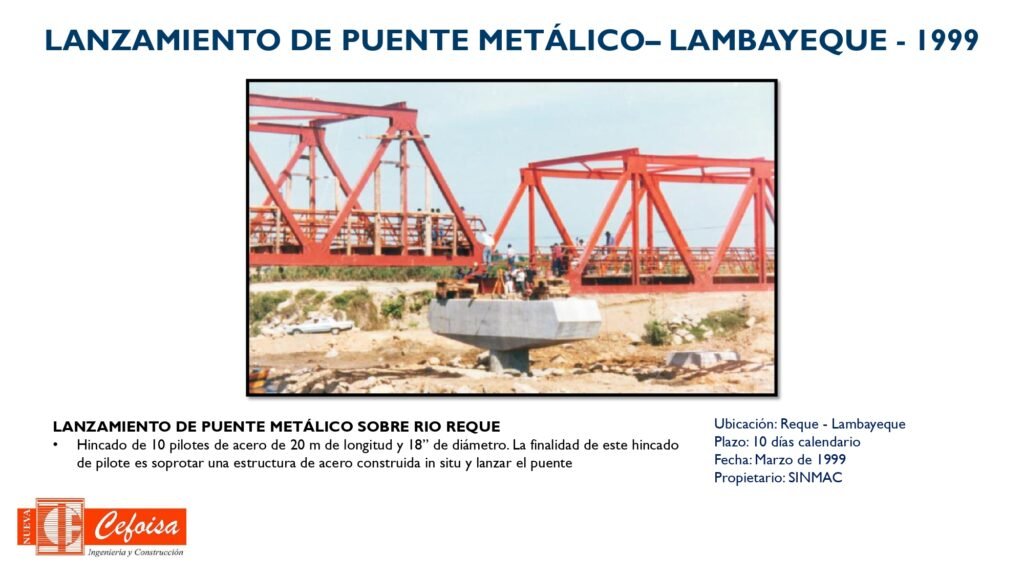 LANZAMIENTO DE PUENTE METÁLICO– LAMBAYEQUE - 1999
LANZAMIENTO DE PUENTE METÁLICO SOBRE RIO REQUE
• Hincado de 10 pilotes de acero de 20 m de longitud y 18” de diámetro. La finalidad de este hincado
de pilote es soprotar una estructura de acero construida in situ y lanzar el puente
Ubicación: Reque - Lambayeque
Plazo: 10 días calendario
Fecha: Marzo de 1999
Propietario: SINMAC
NUEVA
Cefoisa
Ingeniería y Construcción